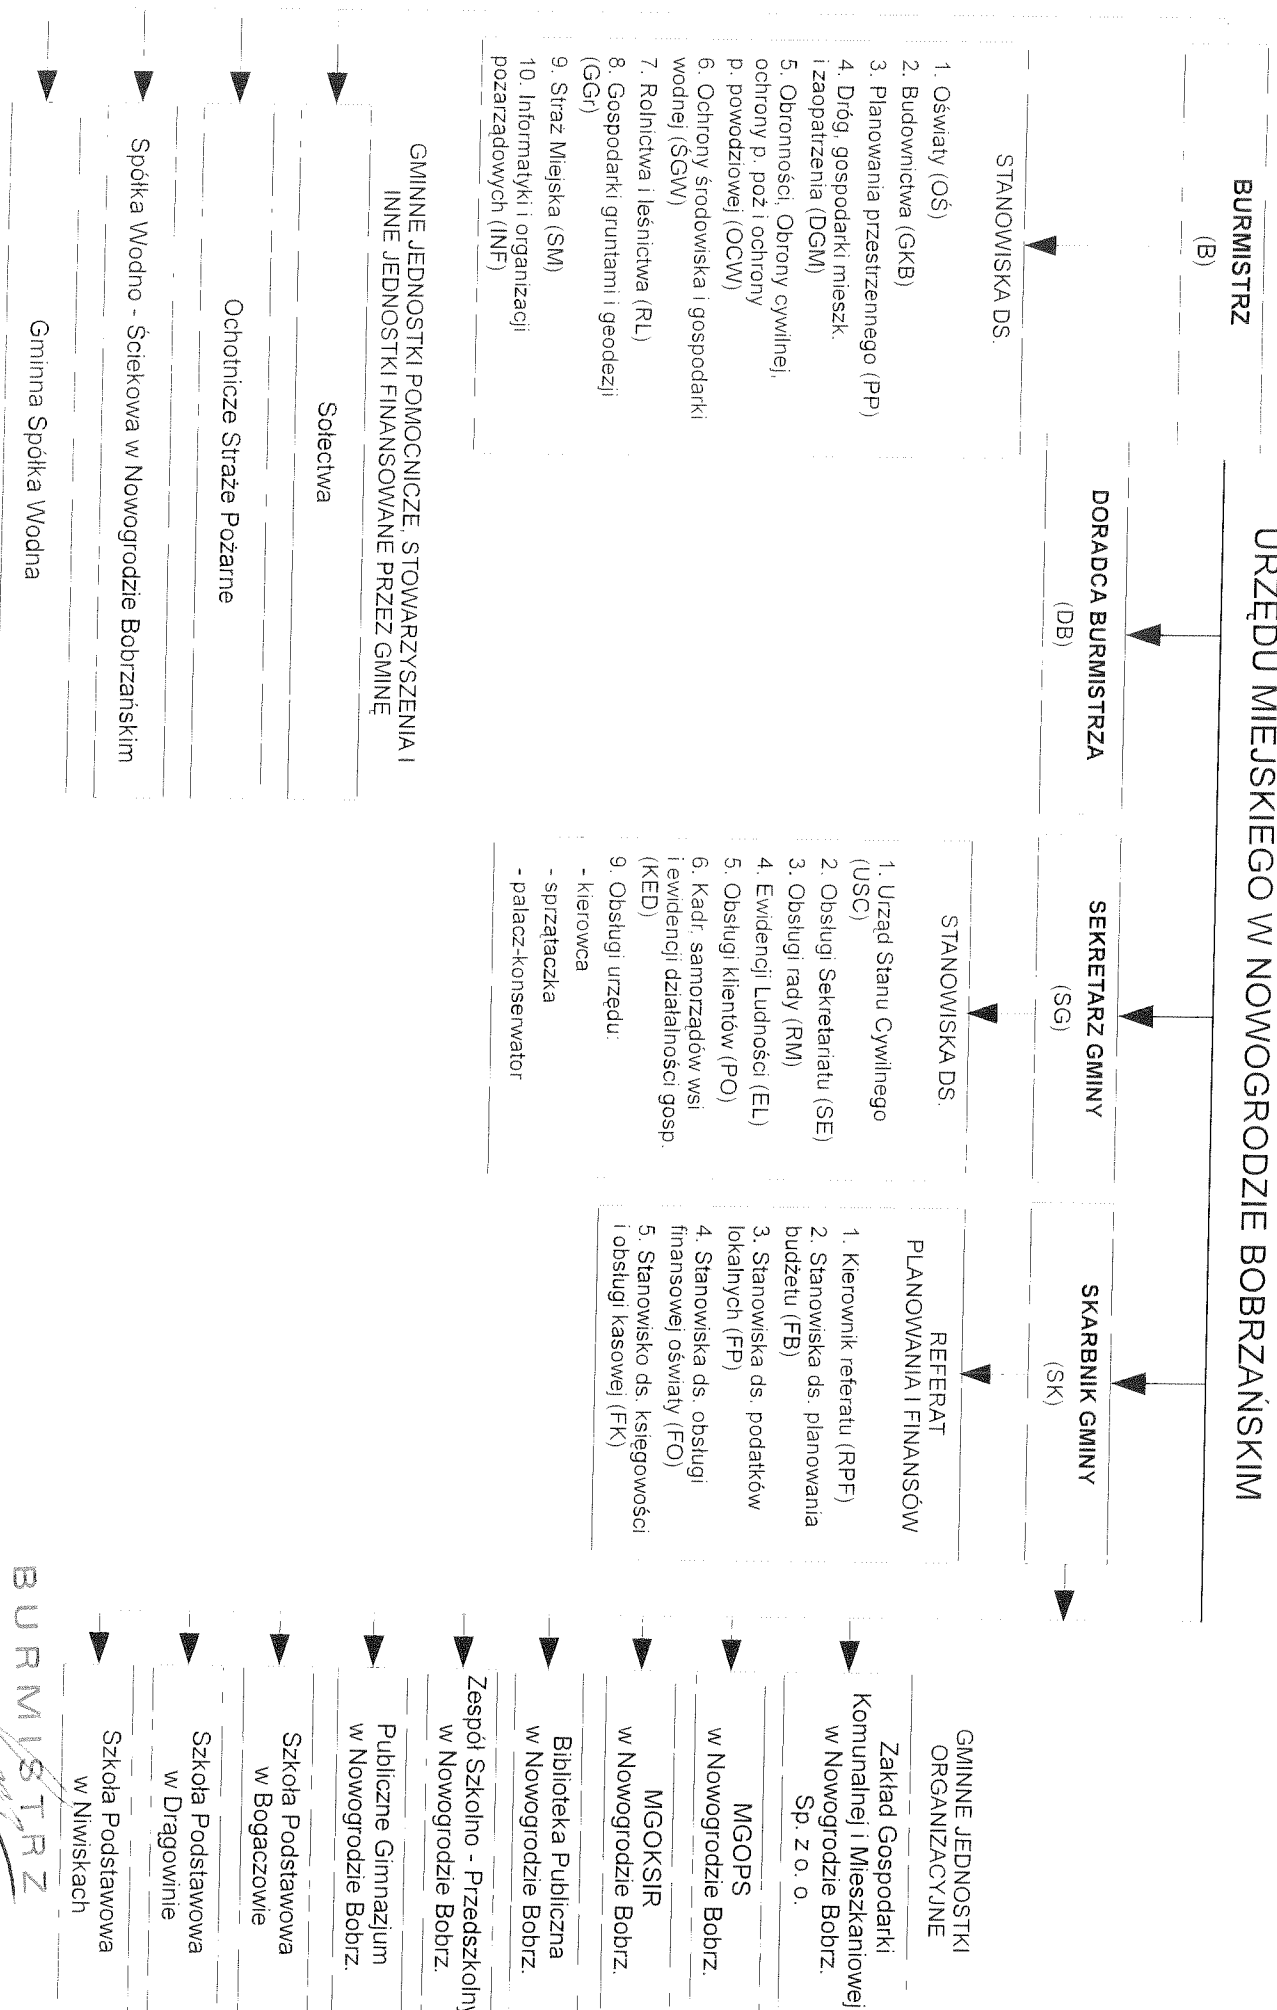 URZĘDU MIEJSKIEGO W NOWOGRODZIE BOBRZAŃSKIM
BURMISTRZ
(B)
STANOWISKA DS.
1. Oświaty (OŚ)
2. Budownictwa (GKB)
3. Planowania przestrzennego (PP)
4. Dróg, gospodarki mieszk.
i zaopatrzenia (DGM)
5. Obronności, Obrony cywilnej,
ochrony p. poż i ochrony
p. powodziowej (OCW)
6. Ochrony środowiska i gospodarki
wodnej (ŚGW)
7. Rolnictwa i leśnictwa (RL)
8. Gospodarki gruntami i geodezji
(GGr)
9. Straż Miejska (SM)
10. Informatyki i organizacji
pozarządowych (INF)
DORADCA BURMISTRZA
(DB)
SEKRETARZ GMINY
(SG)
STANOWISKA DS.
1. Urząd Stanu Cywilnego
(USC)
2. Obsługi Sekretariatu (SE)
3. Obsługi rady (RM)
4. Ewidencji Ludności (EL)
5. Obsługi klientów (PO)
6. Kadr, samorządów wsi
i ewidencji działalności gosp.
(KED)
9. Obsługi urzędu:
- kierowca
- sprzątaczka
- palacz-konserwator
SKARBNIK GMINY
(SK)
REFERAT
PLANOWANIA I FINANSÓW
1. Kierownik referatu (RPF)
2. Stanowiska ds. planowania
budżetu (FB)
3. Stanowiska ds. podatków
lokalnych (FP)
4. Stanowiska ds. obsługi
finansowej oświaty (FO)
5. Stanowisko ds. księgowości
i obsługi kasowej (FK)
GMINNE JEDNOSTKI
ORGANIZACYJNE
Zakład Gospodarki
Komunalnej i Mieszkaniowej
w Nowogrodzie Bobrz.
Sp. z o. o.
MGOPS
w Nowogrodzie Bobrz.
MGOKSIR
w Nowogrodzie Bobrz.
Biblioteka Publiczna
w Nowogrodzie Bobrz.
Zespół Szkolno - Przedszkolny
w Nowogrodzie Bobrz.
Publiczne Gimnazjum
w Nowogrodzie Bobrz.
Szkoła Podstawowa
w Bogaczowie
Szkoła Podstawowa
w Drągowinie
Szkoła Podstawowa
w Niwiskach
GMINNE JEDNOSTKI POMOCNICZE, STOWARZYSZENIA I
INNE JEDNOSTKI FINANSOWANE PRZEZ GMINĘ
Sołectwa
Ochotnicze Straże Pożarne
Spółka Wodno - Ściekowa w Nowogrodzie Bobrzańskim
Gminna Spółka Wodna
BURMISTRZ